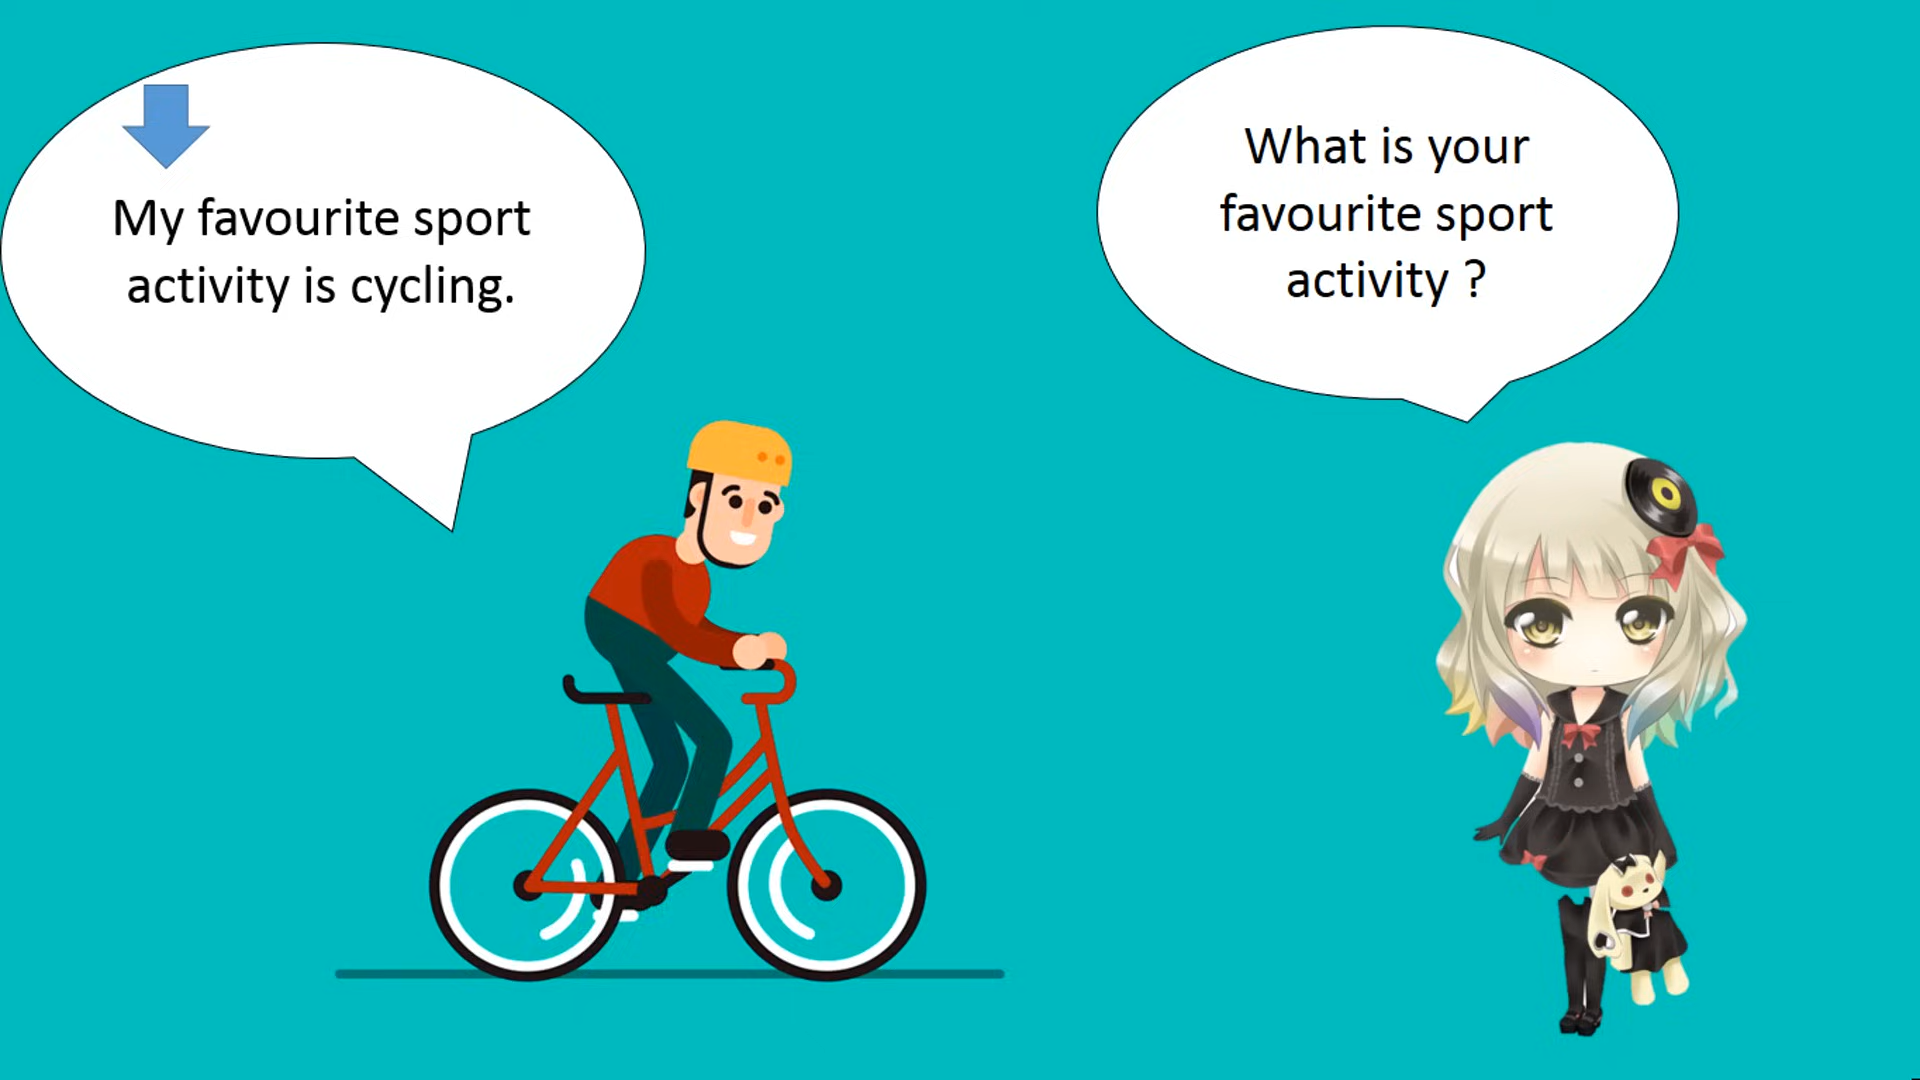 My favourite sport
activity is cycling.
What is your
favourite sport
activity ?